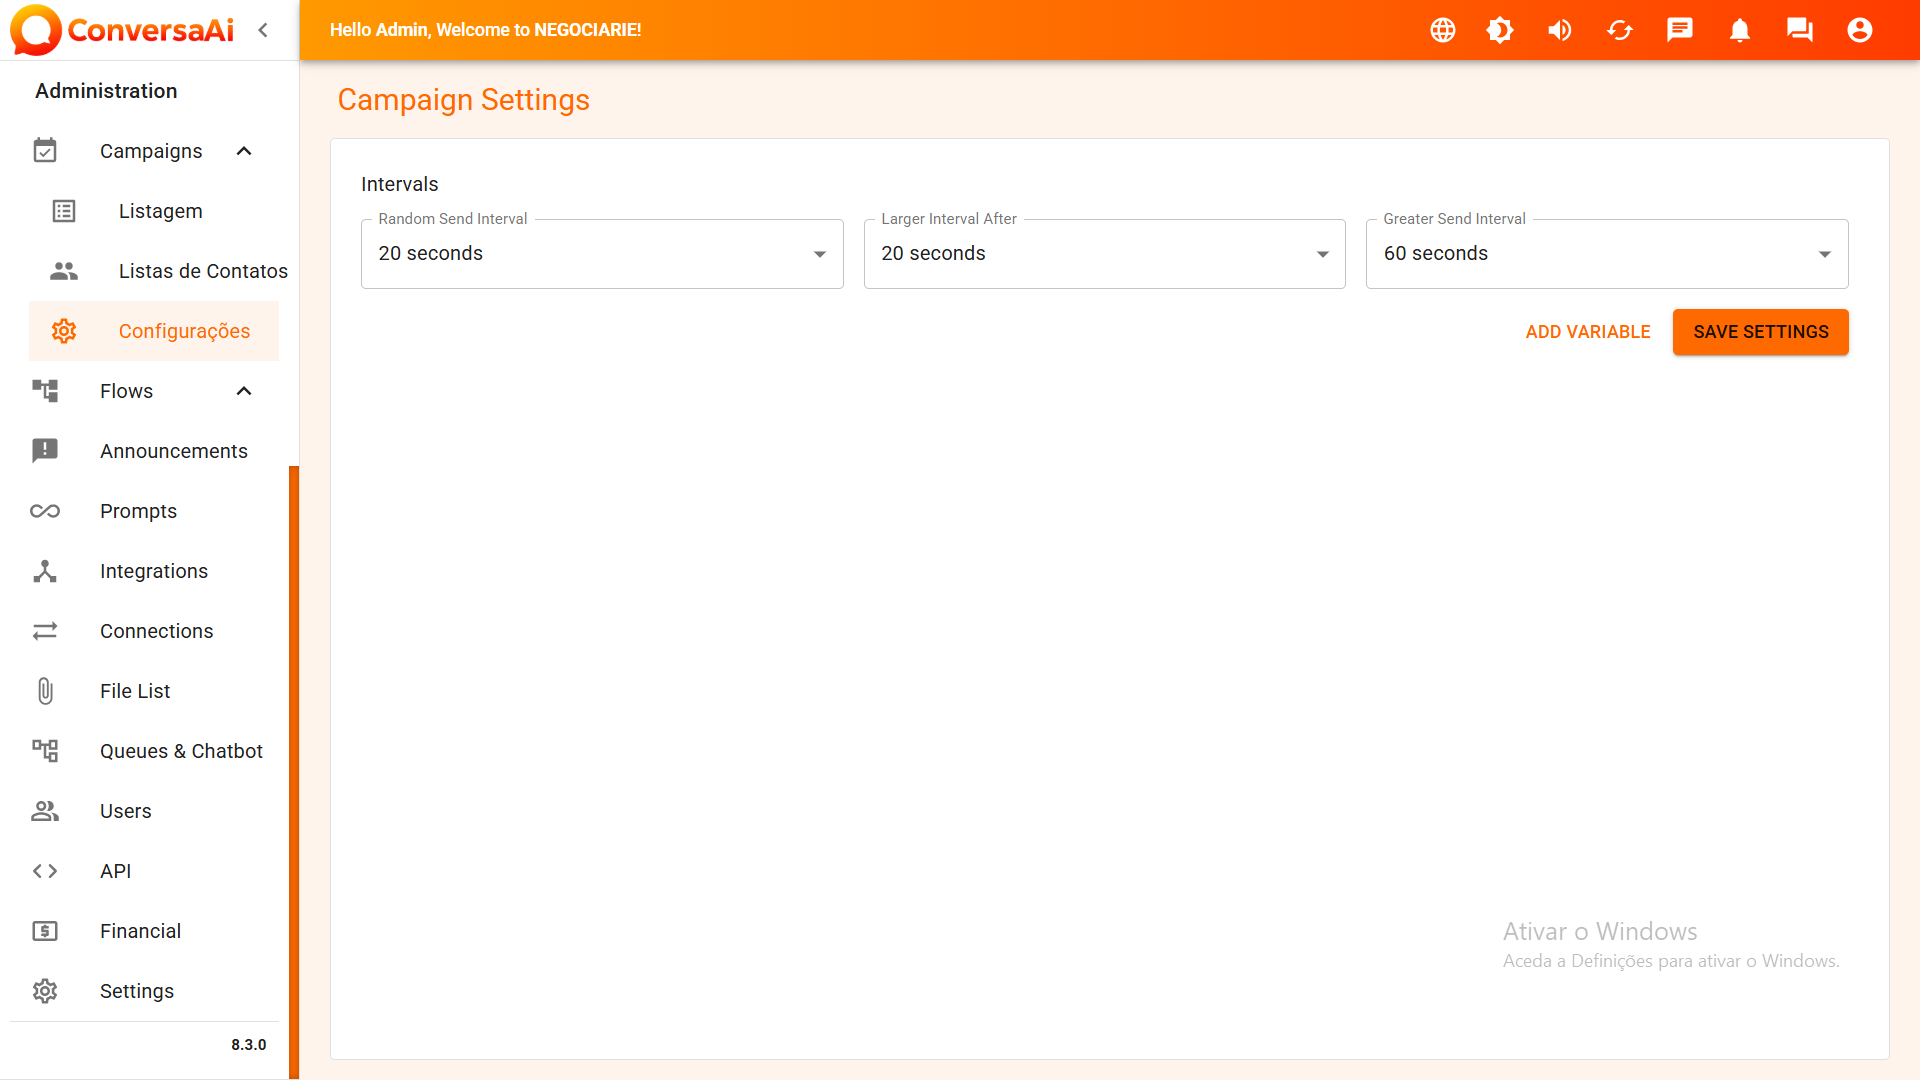 ConversaAi
Hello Admin, Welcome to NEGOCIARIE!
Administration
Campaigns
Listagem
Listas de Contatos
Configurações
Flows
Announcements
Prompts
Integrations
Connections
File List
Queues & Chatbot
Users
API
Financial
Settings
8.3.0
Campaign Settings
Intervals
Random Send Interval
20 seconds
Larger Interval After
20 seconds
Greater Send Interval
60 seconds
ADD VARIABLE
SAVE SETTINGS
Ativar o Windows
Aceda a Definições para ativar o Windows.